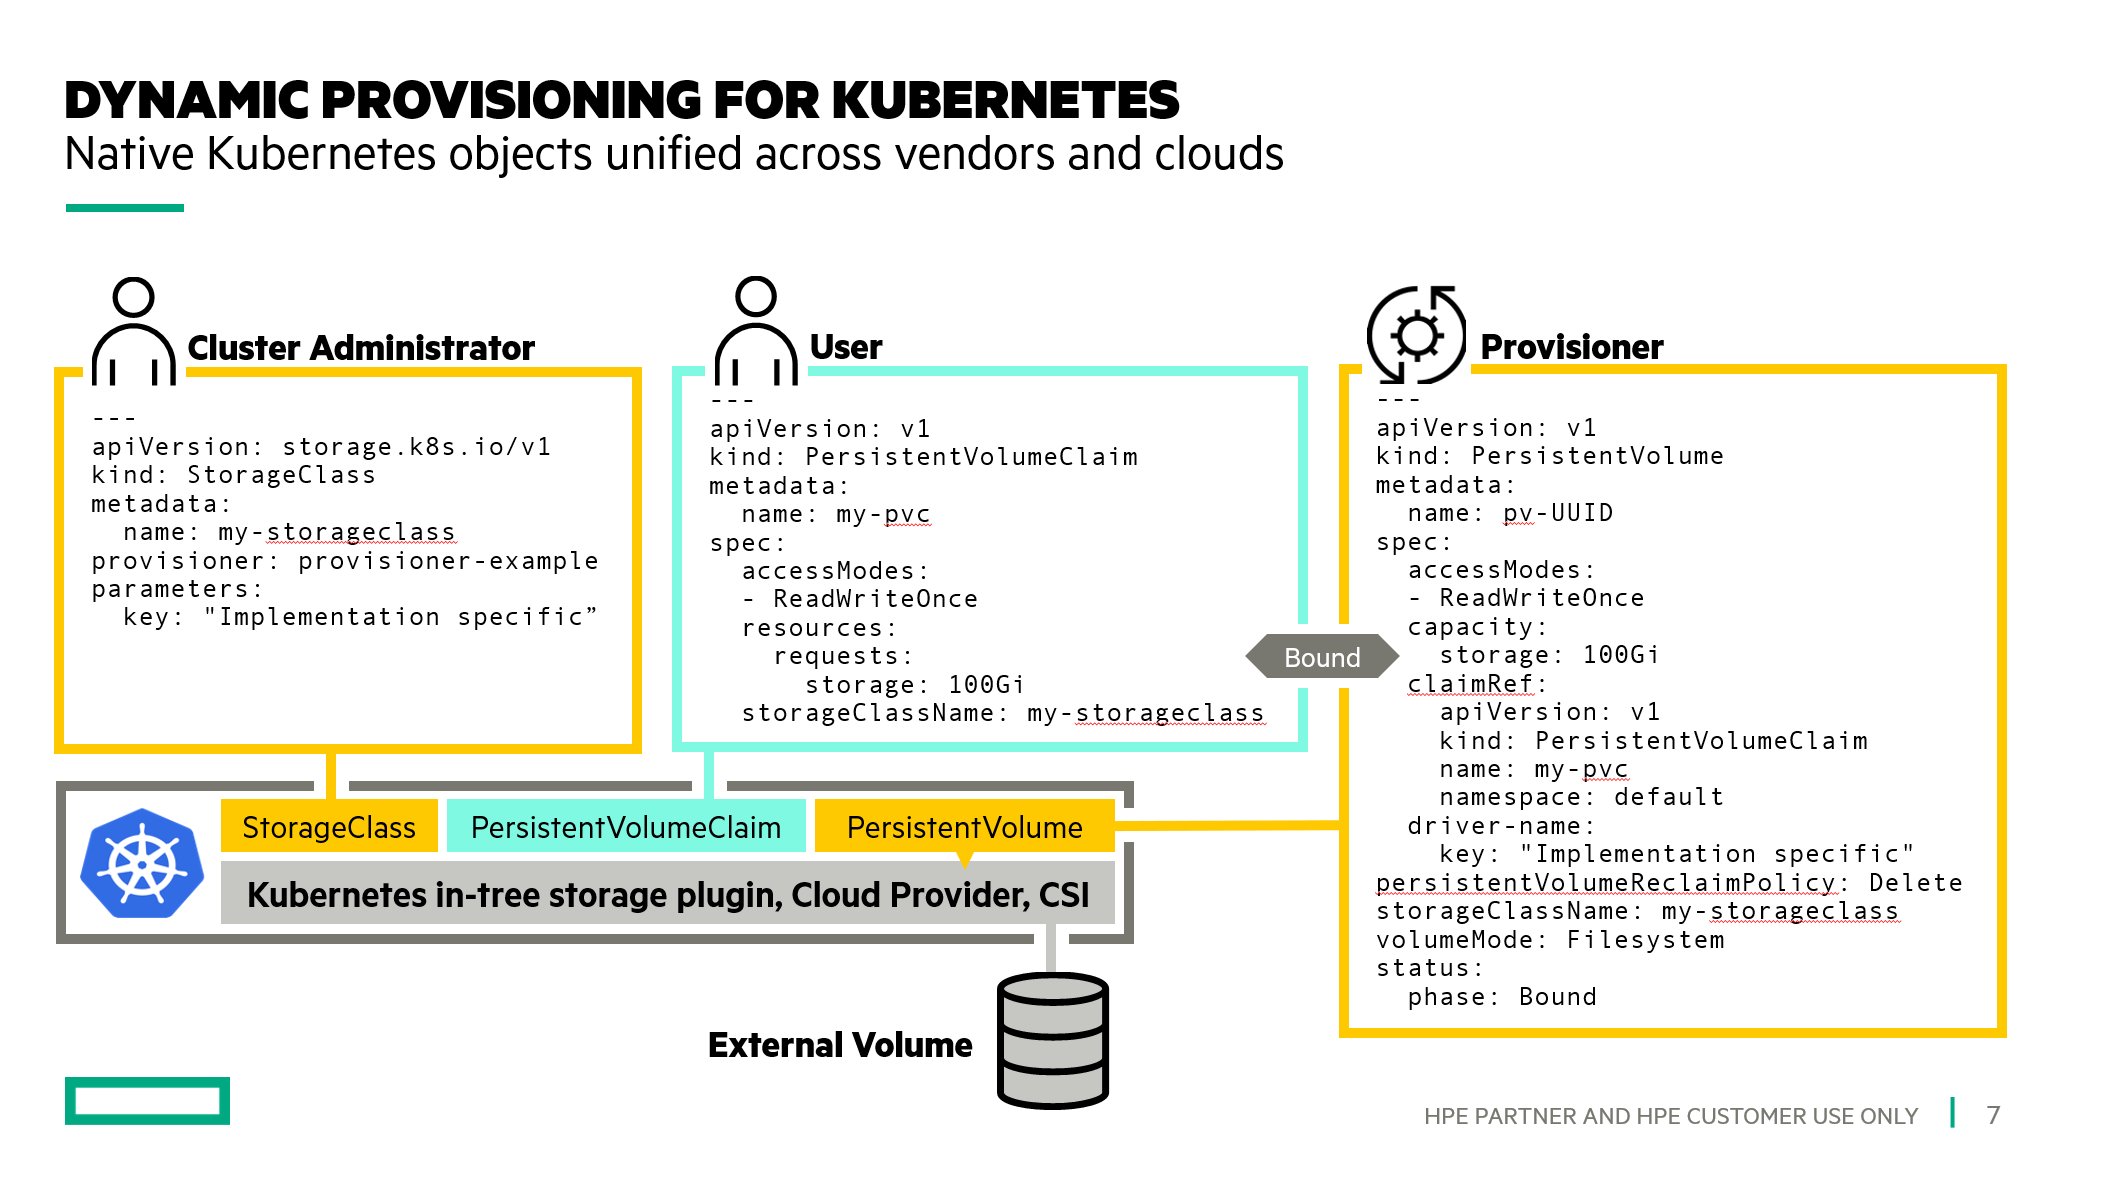 DYNAMIC PROVISIONING FOR KUBERNETES
Native Kubernetes objects unified across vendors and clouds
Cluster Administrator
---
apiVersion: storage.k8s.io/v1
kind: StorageClass
metadata:
  name: my-storageclass
provisioner: provisioner-example
parameters:
  key: "Implementation specific”
User
---
apiVersion: v1
kind: PersistentVolumeClaim
metadata:
  name: my-pvc
spec:
  accessModes:
  - ReadWriteOnce
  resources:
    requests:
      storage: 100Gi
  storageClassName: my-storageclass
Bound
Provisioner
---
apiVersion: v1
kind: PersistentVolume
metadata:
  name: pv-UUID
spec:
  accessModes:
  - ReadWriteOnce
  capacity:
    storage: 100Gi
  claimRef:
    apiVersion: v1
    kind: PersistentVolumeClaim
    name: my-pvc
    namespace: default
  driver-name:
    key: "Implementation specific"
persistentVolumeReclaimPolicy: Delete
storageClassName: my-storageclass
volumeMode: Filesystem
status:
  phase: Bound
StorageClass
PersistentVolumeClaim
PersistentVolume
Kubernetes in-tree storage plugin, Cloud Provider, CSI
External Volume
HPE PARTNER AND HPE CUSTOMER USE ONLY
7